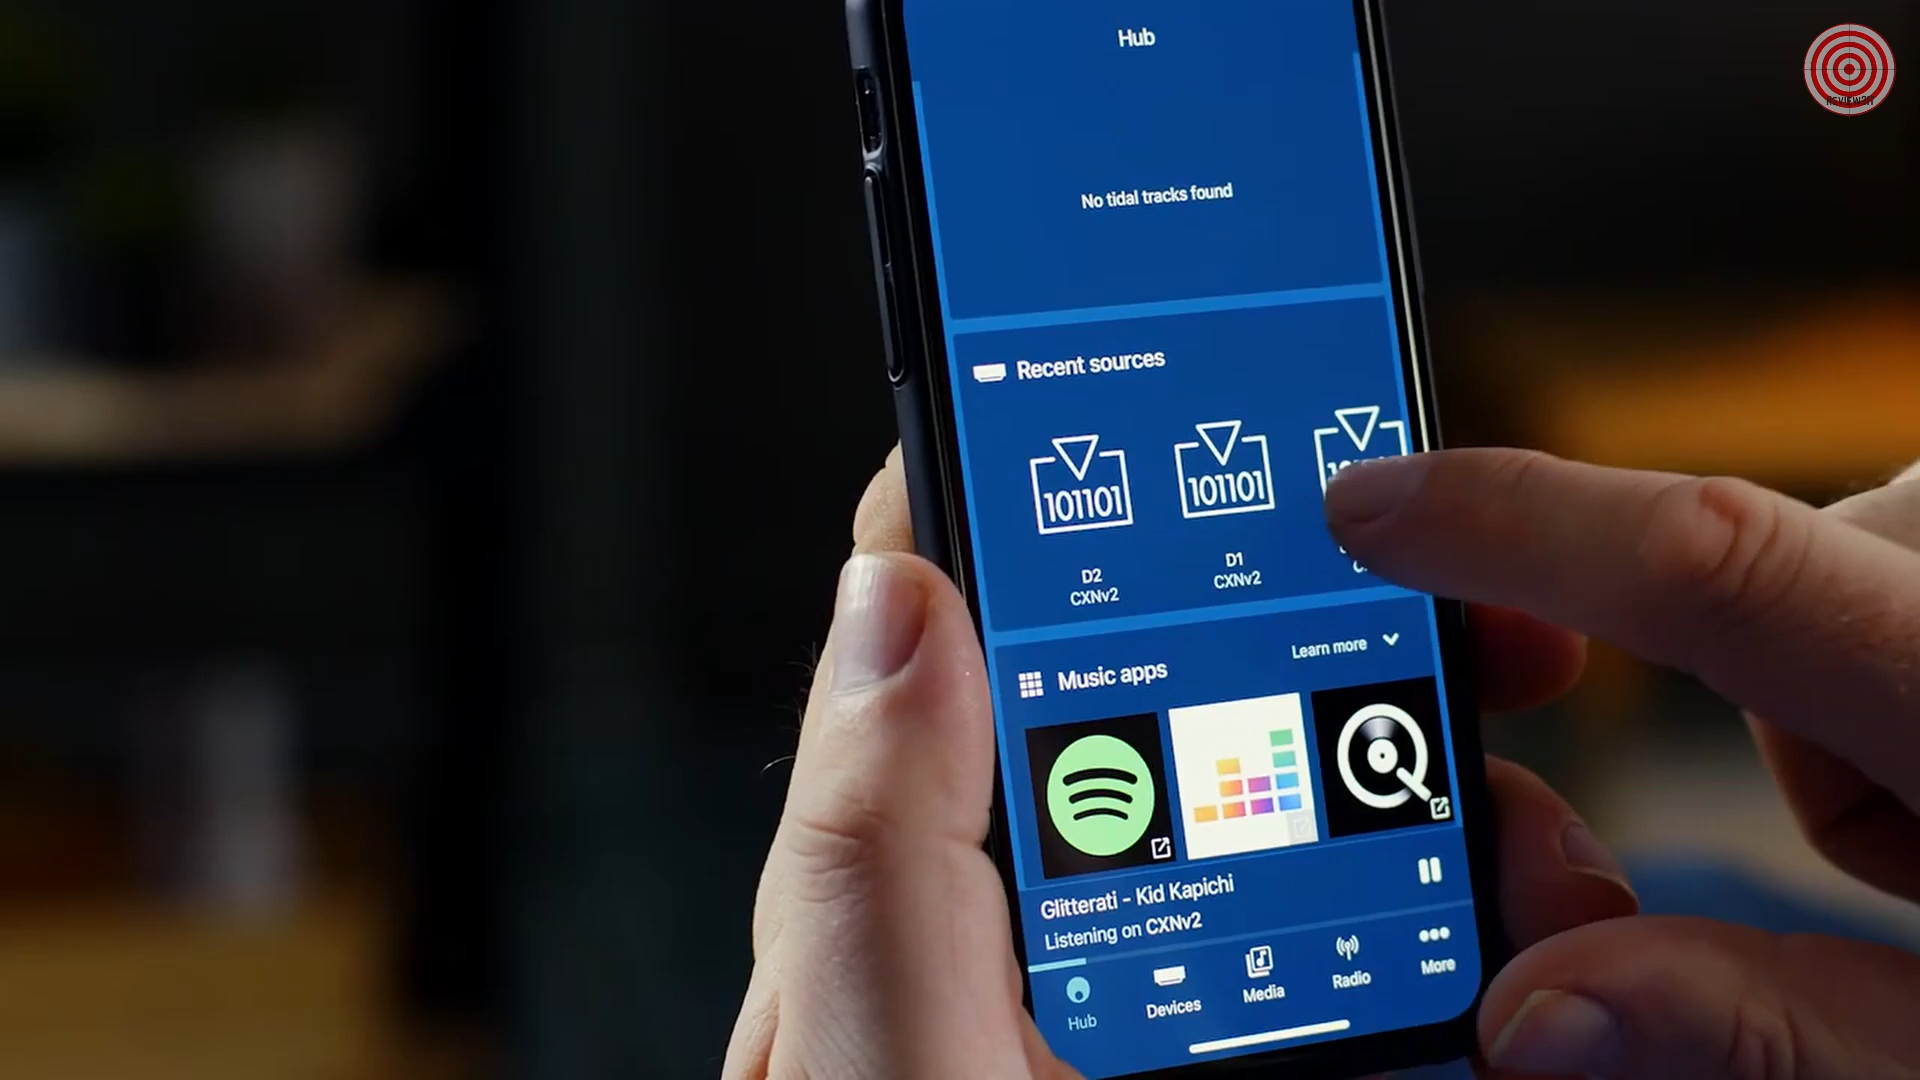 Hub
No tidal tracks found
Recent sources
101101
101101
D2
CXNv2
D1
CXNv2
Learn more
Music apps
Glitterati - Kid Kapichi
Listening on CXNv2
Hub
Devices
Media
Radio
More